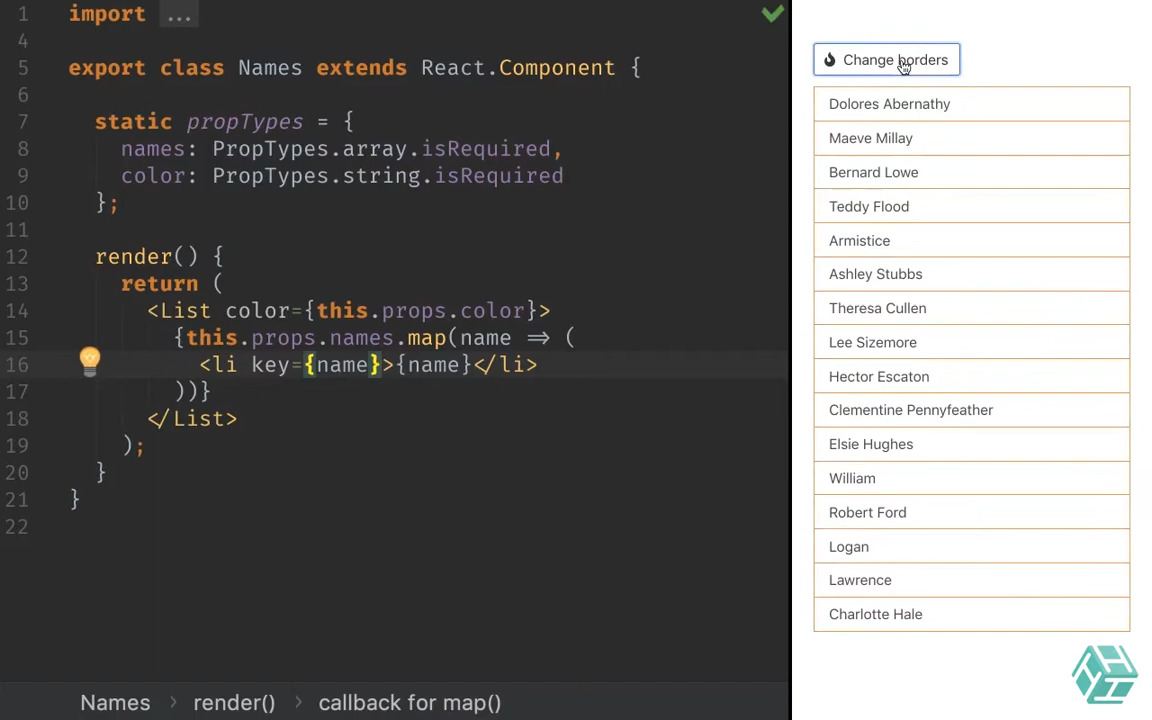 1 import ...
4
5 export class Names extends React.Component {
6
7 static propTypes = {
8 names: PropTypes.array.isRequired,
9 color: PropTypes.string.isRequired
10 };
11
12 render() {
13 return (
14 <List color={this.props.color}>
15 {this.props.names.map(name => (
16 <li key={name}>{name}</li>
17 ))}
18 </List>
19 );
20 }
21 }
22
Names > render() > callback for map()
Change borders
Dolores Abernathy
Maeve Millay
Bernard Lowe
Teddy Flood
Armistice
Ashley Stubbs
Theresa Cullen
Lee Sizemore
Hector Escaton
Clementine Pennyfeather
Elsie Hughes
William
Robert Ford
Logan
Lawrence
Charlotte Hale